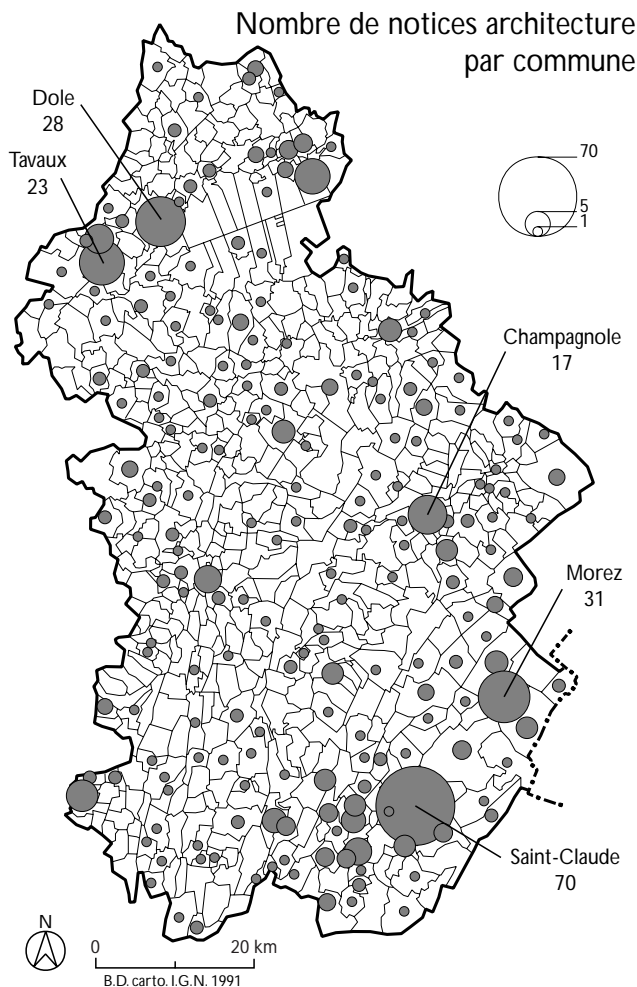 Nombre de notices architecture
par commune
Dole
28
Tavaux
23
70
5
1
Champagnole
17
Morez
31
Saint-Claude
70
N
0 20 km
B.D. carto, I.G.N. 1991